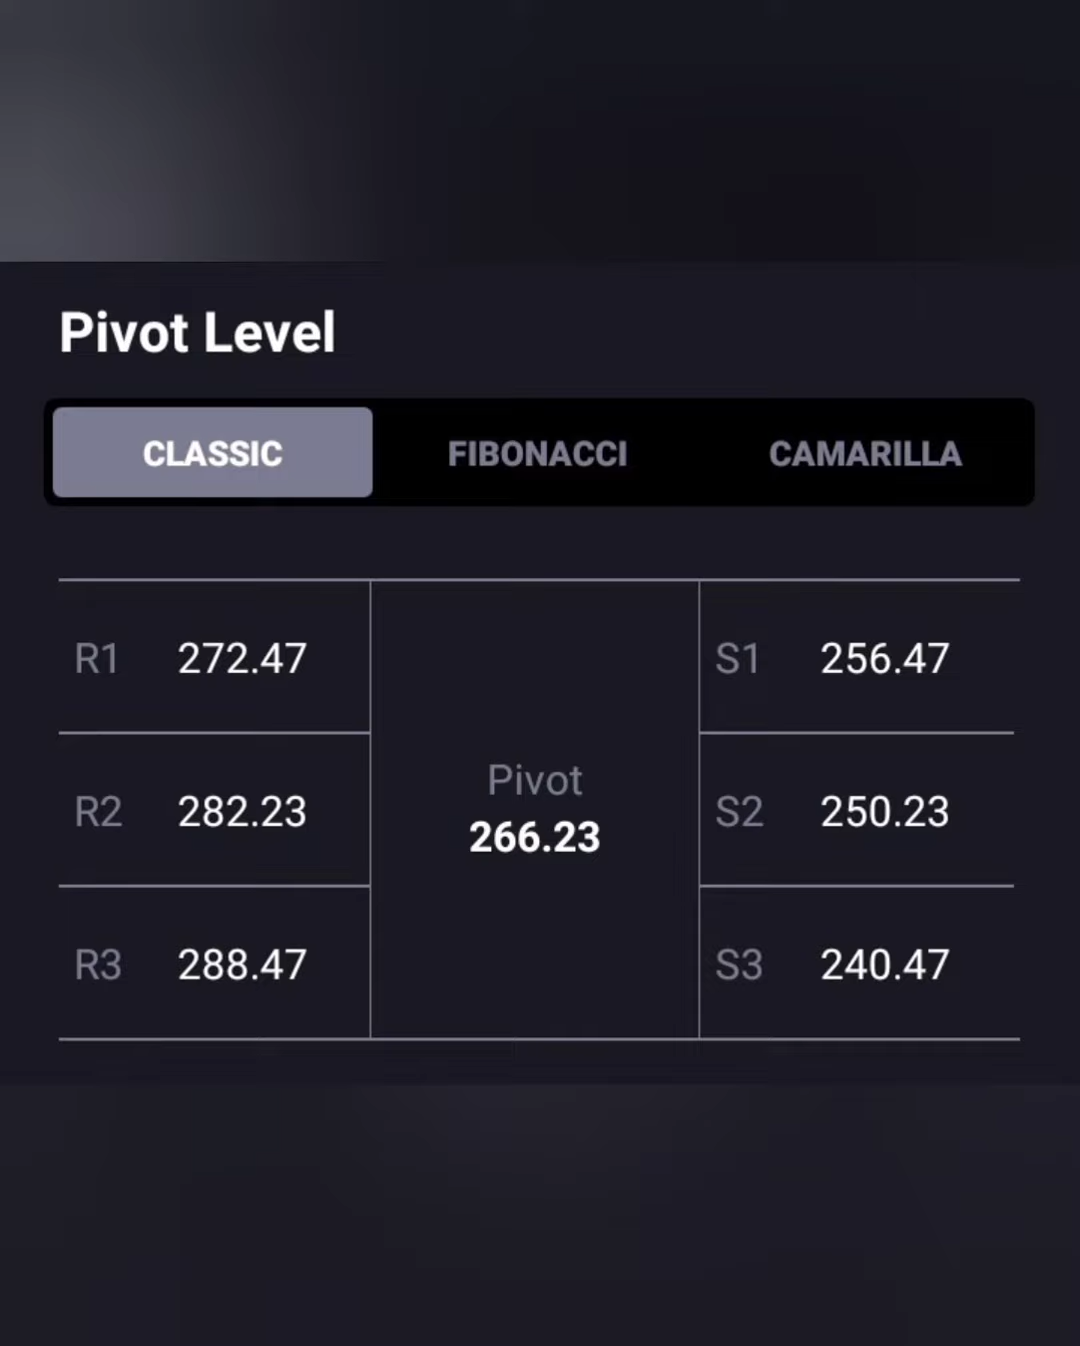 Pivot Level
CLASSIC FIBONACCI CAMARILLA
R1 272.47 S1 256.47
Pivot
R2 282.23 S2 250.23
266.23
R3 288.47 S3 240.47